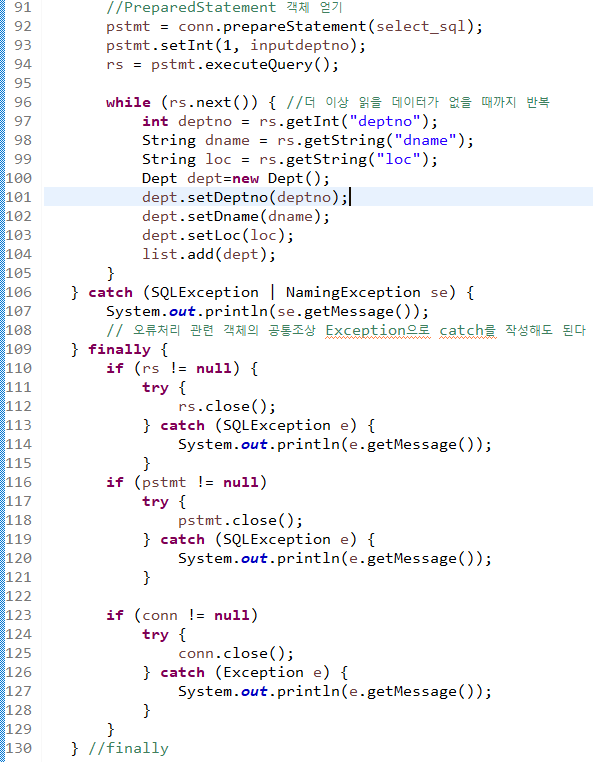 91 //PreparedStatement 객체 얻기
92 pstmt = conn.prepareStatement(select_sql);
93 pstmt.setInt(1, inputdeptno);
94 rs = pstmt.executeQuery();
95
96 while (rs.next()) { //더 이상 읽을 데이터가 없을 때까지 반복
97 int deptno = rs.getInt("deptno");
98 String dname = rs.getString("dname");
99 String loc = rs.getString("loc");
100 Dept dept=new Dept();
101 dept.setDeptno(deptno);
102 dept.setDname(dname);
103 dept.setLoc(loc);
104 list.add(dept);
105 }
106 } catch (SQLException | NamingException se) {
107 System.out.println(se.getMessage());
108 // 오류처리 관련 객체의 공통조상 Exception으로 catch를 작성해도 된다
109 } finally {
110 if (rs != null) {
111 try {
112 rs.close();
113 } catch (SQLException e) {
114 System.out.println(e.getMessage());
115 }
116 if (pstmt != null)
117 try {
118 pstmt.close();
119 } catch (SQLException e) {
120 System.out.println(e.getMessage());
121 }
122
123 if (conn != null)
124 try {
125 conn.close();
126 } catch (Exception e) {
127 System.out.println(e.getMessage());
128 }
129 }
130 } //finally